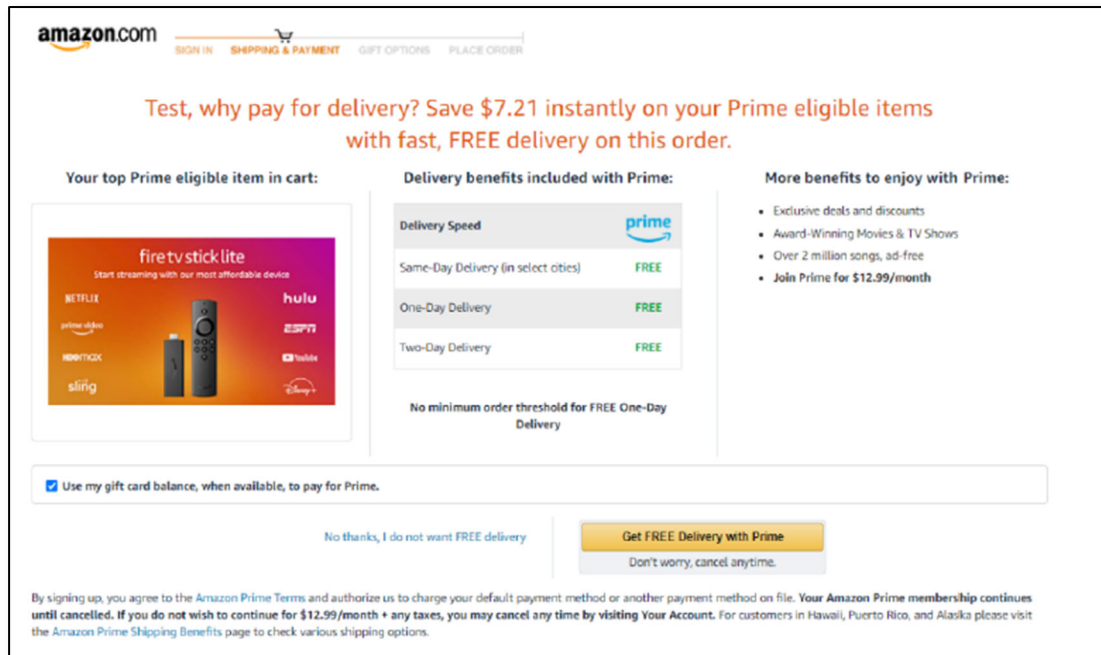 amazon.com
SIGN IN SHIPPING & PAYMENT GIFT OPTIONS PLACE ORDER
Test, why pay for delivery? Save $7.21 instantly on your Prime eligible items
with fast, FREE delivery on this order.
Your top Prime eligible item in cart:
fire tv stick lite
Start streaming with our most affordable device
NETFLIX
prime video
HBOMAX
sling
hulu
ESPN
YouTube
Disney+
Delivery benefits included with Prime:
Delivery Speed prime
Same-Day Delivery (in select cities) FREE
One-Day Delivery FREE
Two-Day Delivery FREE
No minimum order threshold for FREE One-Day
Delivery
More benefits to enjoy with Prime:
• Exclusive deals and discounts
• Award-Winning Movies & TV Shows
• Over 2 million songs, ad-free
• Join Prime for $12.99/month
Use my gift card balance, when available, to pay for Prime.
No thanks, I do not want FREE delivery
Get FREE Delivery with Prime
Don't worry, cancel anytime.
By signing up, you agree to the Amazon Prime Terms and authorize us to charge your default payment method or another payment method on file. Your Amazon Prime membership continues
until cancelled. If you do not wish to continue for $12.99/month + any taxes, you may cancel any time by visiting Your Account. For customers in Hawaii, Puerto Rico, and Alaska please visit
the Amazon Prime Shipping Benefits page to check various shipping options.